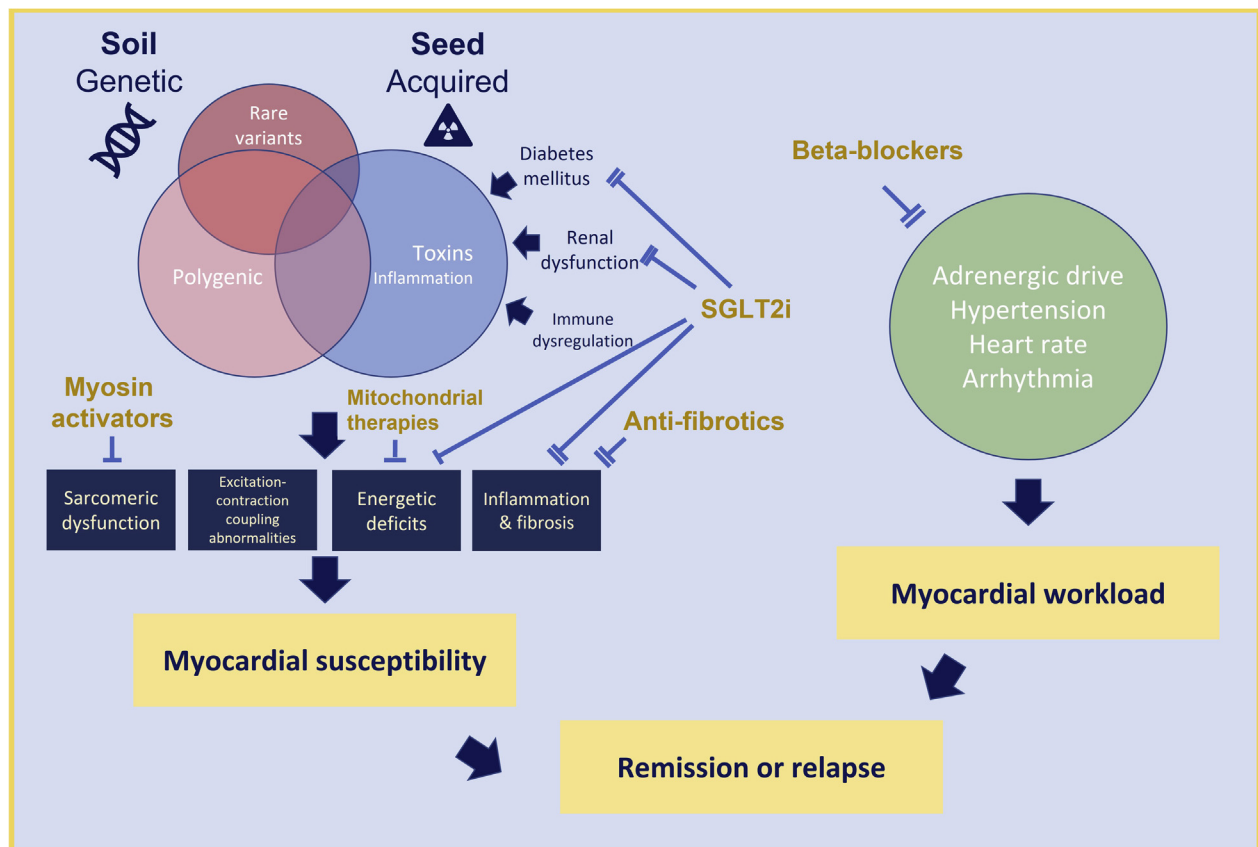 Soil
Genetic
Seed
Acquired
Rare
variants
Polygenic
Toxins
Inflammation
Diabetes
mellitus
Renal
dysfunction
Immune
dysregulation
SGLT2i
Beta-blockers
Adrenergic drive
Hypertension
Heart rate
Arrhythmia
Myosin
activators
Mitochondrial
therapies
Anti-fibrotics
Sarcomeric
dysfunction
Excitation-
contraction
coupling
abnormalities
Energetic
deficits
Inflammation
& fibrosis
Myocardial susceptibility
Myocardial workload
Remission or relapse